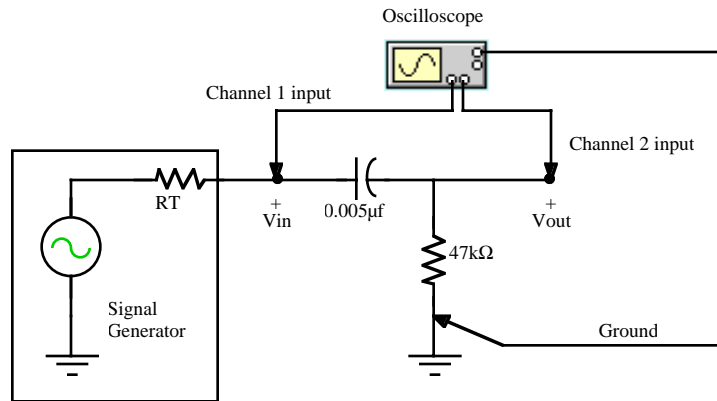 Oscilloscope
Channel 1 input
Channel 2 input
RT
+
Vin
0.005µf
+
Vout
47kΩ
Signal
Generator
Ground